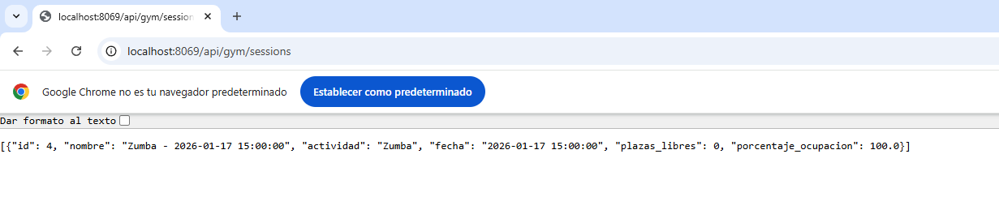 localhost:8069/api/gym/session
localhost:8069/api/gym/sessions
Google Chrome no es tu navegador predeterminado
Establecer como predeterminado
Dar formato al texto
[{"id": 4, "nombre": "Zumba - 2026-01-17 15:00:00", "actividad": "Zumba", "fecha": "2026-01-17 15:00:00", "plazas_libres": 0, "porcentaje_ocupacion": 100.0}]